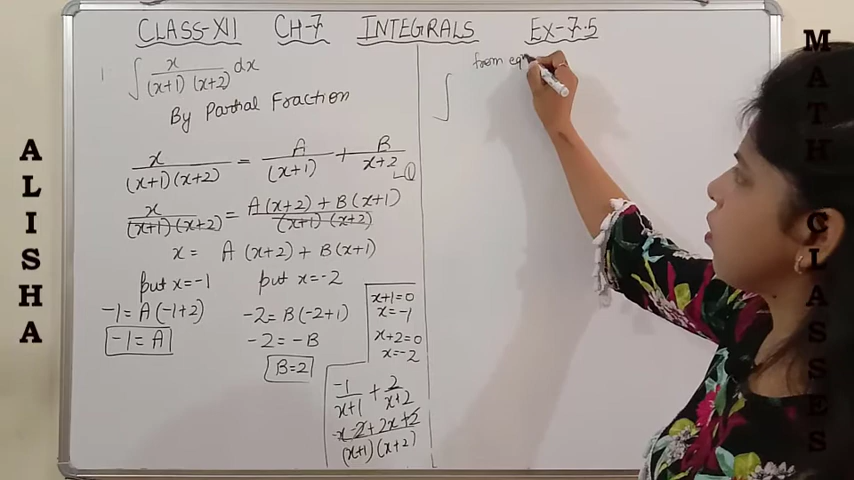 CLASS-XII CH-7 INTEGRALS EX-7.5
1. ∫ x/((x+1)(x+2)) dx
By Partial Fraction
x/((x+1)(x+2)) = A/(x+1) + B/(x+2) —①
x/((x+1)(x+2)) = (A(x+2) + B(x+1))/((x+1)(x+2))
x = A(x+2) + B(x+1)
put x=-1
-1 = A(-1+2)
-1 = A
put x=-2
-2 = B(-2+1)
-2 = -B
B=2
x+1=0
x=-1
x+2=0
x=-2
-1/(x+1) + 2/(x+2)
(-x-2+2x+2)/((x+1)(x+2))
from eqn
∫
ALISHA
MATH CLASSES